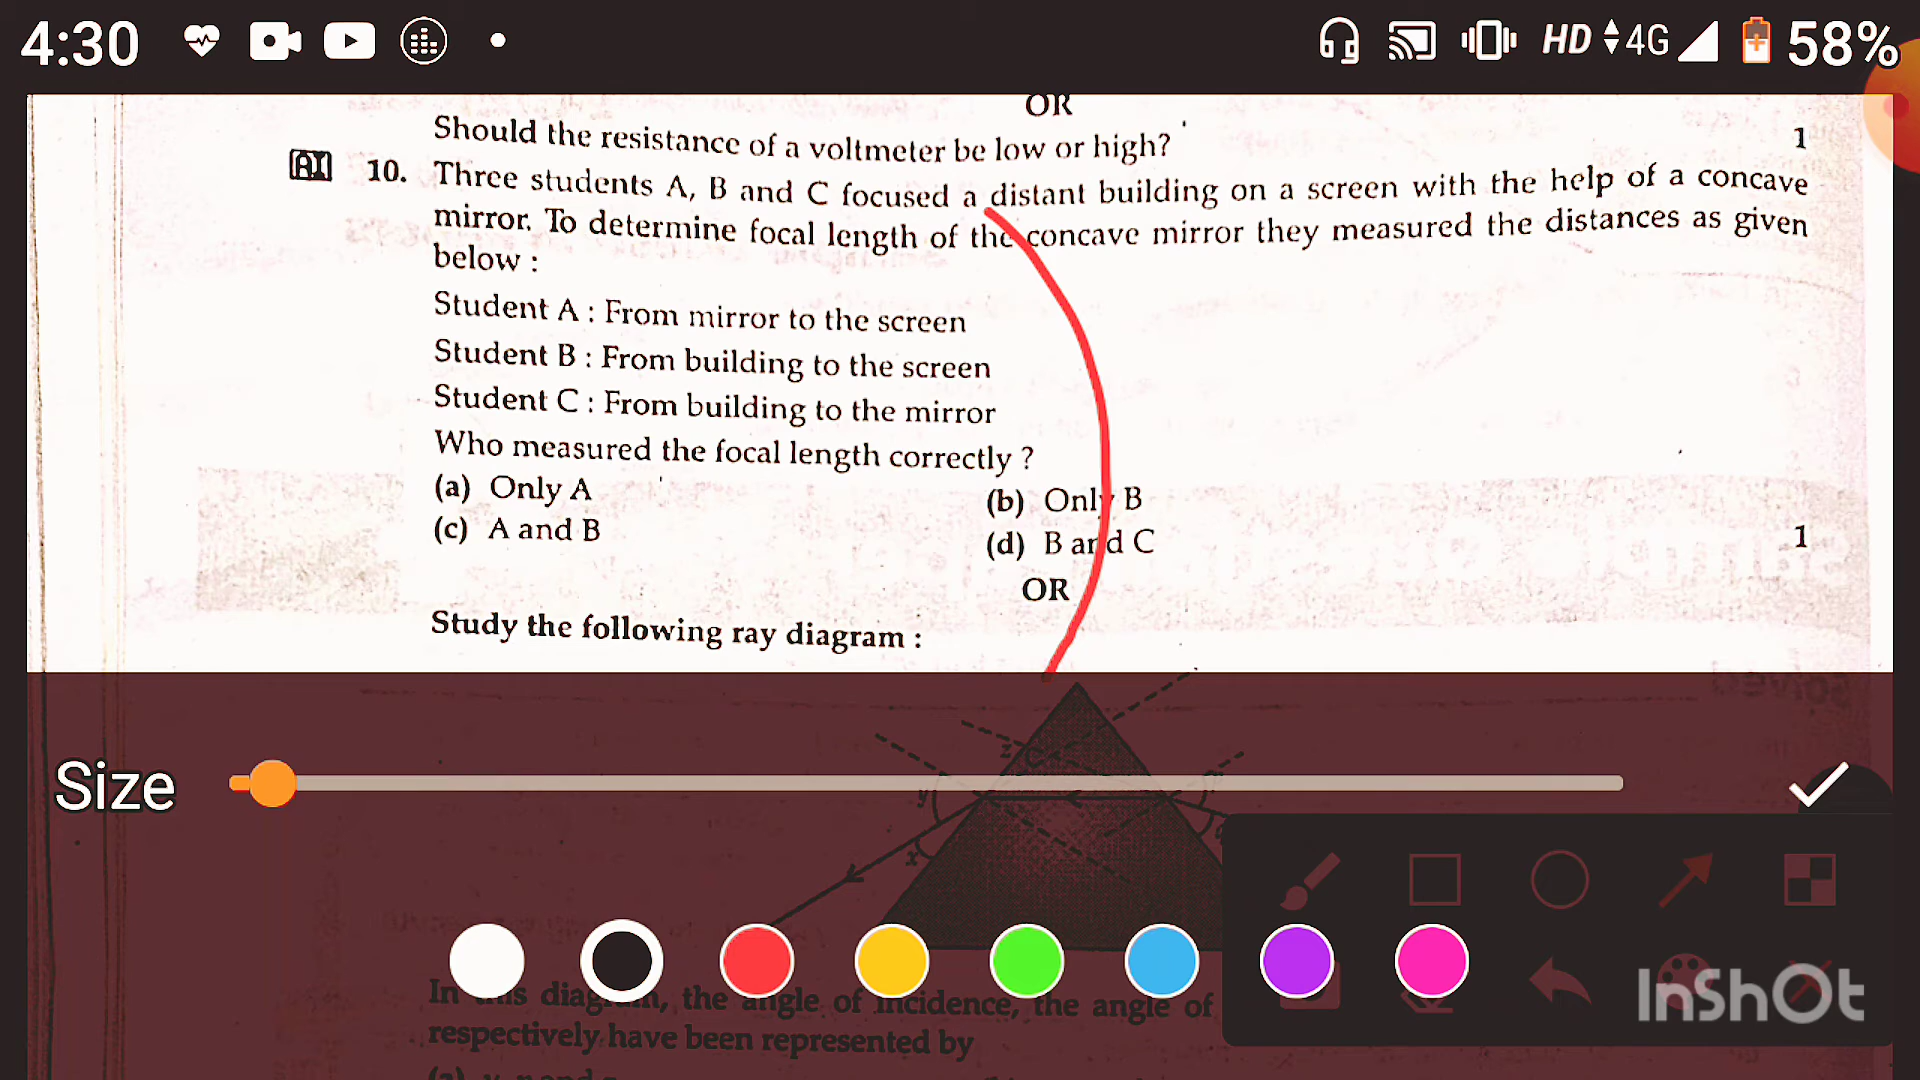 4:30
HD 4G 58%
OR
Should the resistance of a voltmeter be low or high?
1
AI 10. Three students A, B and C focused a distant building on a screen with the help of a concave
mirror. To determine focal length of the concave mirror they measured the distances as given
below :
Student A : From mirror to the screen
Student B : From building to the screen
Student C : From building to the mirror
Who measured the focal length correctly ?
(a) Only A
(b) Only B
(c) A and B
(d) B and C
1
OR
Study the following ray diagram :
z
y
x
Size
In this diagram, the angle of incidence, the angle of
respectively have been represented by
InShOt